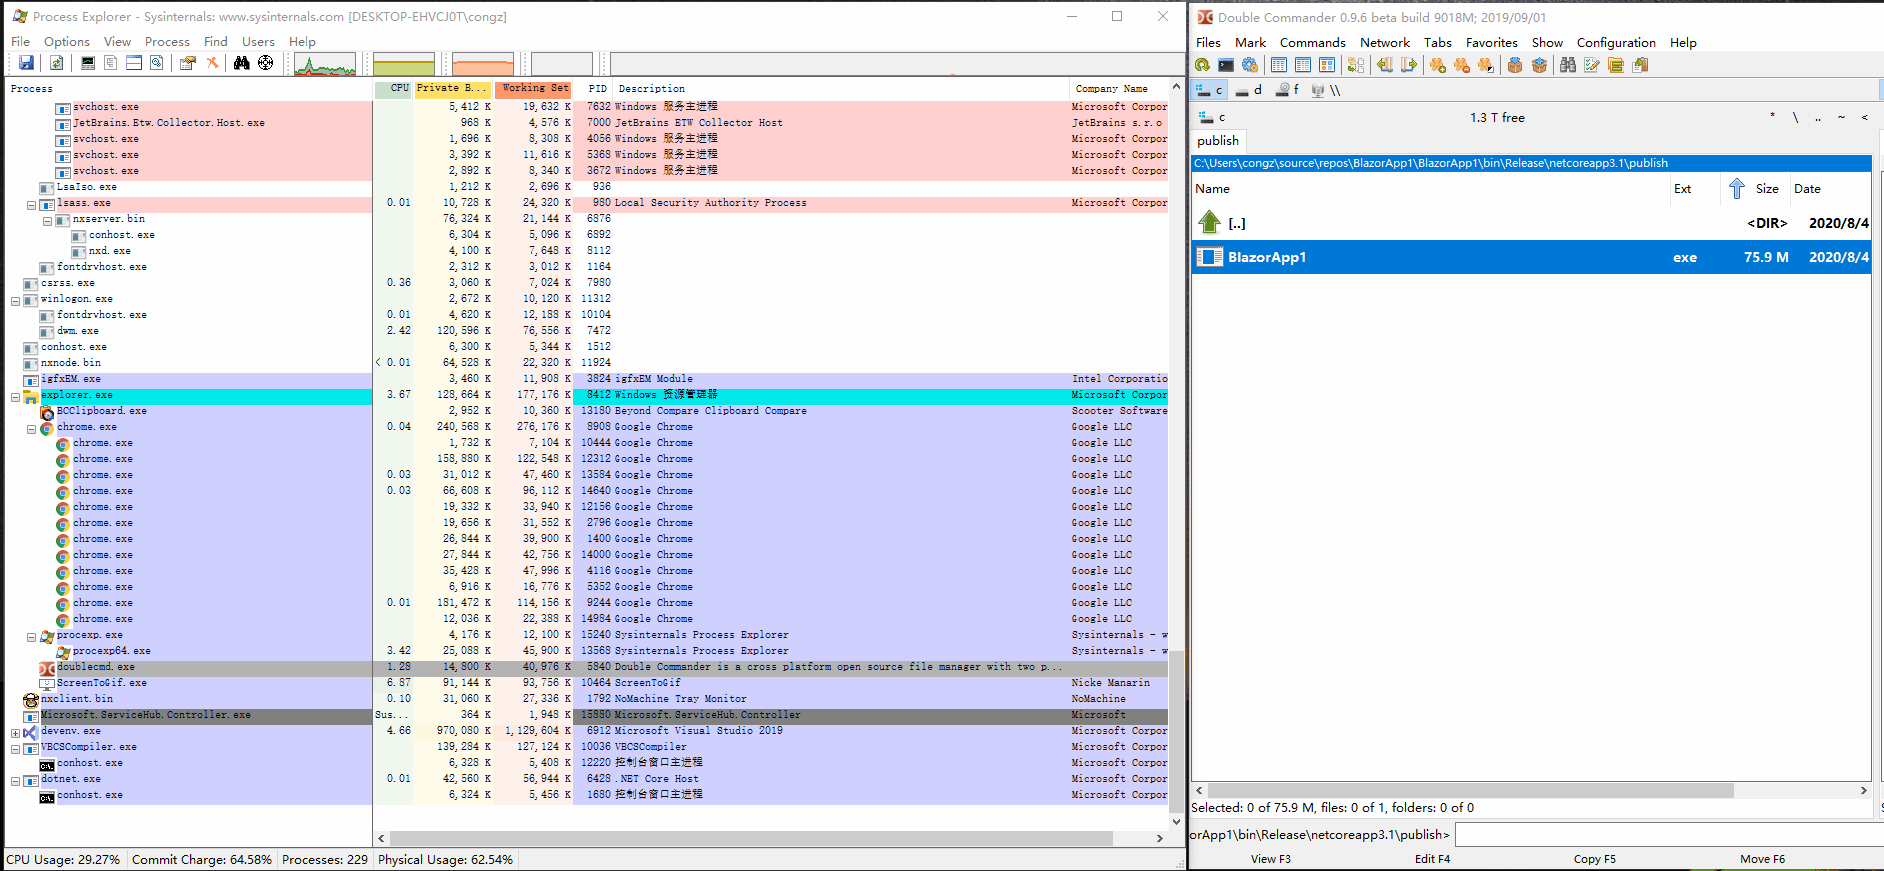 Process Explorer - Sysinternals: www.sysinternals.com [DESKTOP-EHVCJ0T\congz]
File Options View Process Find Users Help
Process CPU Private B... Working Set PID Description Company Name
svchost.exe 5,412 K 19,632 K 7632 Windows 服务主进程 Microsoft Corpor
JetBrains.Etw.Collector.Host.exe 968 K 4,576 K 7000 JetBrains ETW Collector Host JetBrains s.r.o
svchost.exe 1,696 K 8,308 K 4056 Windows 服务主进程 Microsoft Corpor
svchost.exe 3,392 K 11,616 K 5368 Windows 服务主进程 Microsoft Corpor
svchost.exe 2,892 K 8,340 K 3672 Windows 服务主进程 Microsoft Corpor
LsaIso.exe 1,212 K 2,696 K 936
lsass.exe 0.01 10,728 K 24,320 K 980 Local Security Authority Process Microsoft Corpor
nxserver.bin 76,324 K 21,144 K 6876
conhost.exe 6,304 K 5,096 K 6892
nxd.exe 4,100 K 7,648 K 8112
fontdrvhost.exe 2,312 K 3,012 K 1164
csrss.exe 0.36 3,060 K 7,024 K 7980
winlogon.exe 2,672 K 10,120 K 11312
fontdrvhost.exe 0.01 4,620 K 12,188 K 10104
dwm.exe 2.42 120,596 K 76,556 K 7472
conhost.exe 6,300 K 5,344 K 1512
nxnode.bin < 0.01 64,528 K 22,320 K 11924
igfxEM.exe 3,460 K 11,908 K 3824 igfxEM Module Intel Corporatio
explorer.exe 3.67 128,664 K 177,176 K 8412 Windows 资源管理器 Microsoft Corpor
BCClipboard.exe 2,952 K 10,360 K 13180 Beyond Compare Clipboard Compare Scooter Software
chrome.exe 0.04 240,568 K 276,176 K 8908 Google Chrome Google LLC
chrome.exe 1,732 K 7,104 K 10444 Google Chrome Google LLC
chrome.exe 158,880 K 122,548 K 12312 Google Chrome Google LLC
chrome.exe 0.03 31,012 K 47,460 K 13584 Google Chrome Google LLC
chrome.exe 0.03 66,608 K 96,112 K 14640 Google Chrome Google LLC
chrome.exe 19,332 K 33,940 K 12156 Google Chrome Google LLC
chrome.exe 19,656 K 31,552 K 2796 Google Chrome Google LLC
chrome.exe 26,844 K 39,900 K 1400 Google Chrome Google LLC
chrome.exe 27,844 K 42,756 K 14000 Google Chrome Google LLC
chrome.exe 35,428 K 47,996 K 4116 Google Chrome Google LLC
chrome.exe 6,916 K 16,776 K 5352 Google Chrome Google LLC
chrome.exe 0.01 181,472 K 114,156 K 9244 Google Chrome Google LLC
chrome.exe 12,036 K 22,388 K 14984 Google Chrome Google LLC
procexp.exe 4,176 K 12,100 K 15240 Sysinternals Process Explorer Sysinternals - w
procexp64.exe 3.42 25,088 K 45,900 K 13568 Sysinternals Process Explorer Sysinternals - w
doublecmd.exe 1.28 14,800 K 40,976 K 5840 Double Commander is a cross platform open source file manager with two p...
ScreenToGif.exe 6.87 91,144 K 93,756 K 10464 ScreenToGif Nicke Manarin
nxclient.bin 0.10 31,060 K 27,336 K 1792 NoMachine Tray Monitor NoMachine
Microsoft.ServiceHub.Controller.exe Sus... 364 K 1,948 K 15880 Microsoft.ServiceHub.Controller Microsoft
devenv.exe 4.66 970,080 K 1,129,604 K 6912 Microsoft Visual Studio 2019 Microsoft Corpor
VBCSCompiler.exe 139,284 K 127,124 K 10036 VBCSCompiler Microsoft Corpor
conhost.exe 6,328 K 5,408 K 12220 控制台窗口主进程 Microsoft Corpor
dotnet.exe 0.01 42,560 K 56,944 K 6428 .NET Core Host Microsoft Corpor
conhost.exe 6,324 K 5,456 K 1680 控制台窗口主进程 Microsoft Corpor
CPU Usage: 29.27% Commit Charge: 64.58% Processes: 229 Physical Usage: 62.54%
Double Commander 0.9.6 beta build 9018M; 2019/09/01
Files Mark Commands Network Tabs Favorites Show Configuration Help
c d f \\
c 1.3 T free * \ .. ~ <
publish
C:\Users\congz\source\repos\BlazorApp1\BlazorApp1\bin\Release\netcoreapp3.1\publish
Name Ext Size Date
[..] <DIR> 2020/8/4
BlazorApp1 exe 75.9 M 2020/8/4
Selected: 0 of 75.9 M, files: 0 of 1, folders: 0 of 0
orApp1\bin\Release\netcoreapp3.1\publish>
View F3 Edit F4 Copy F5 Move F6